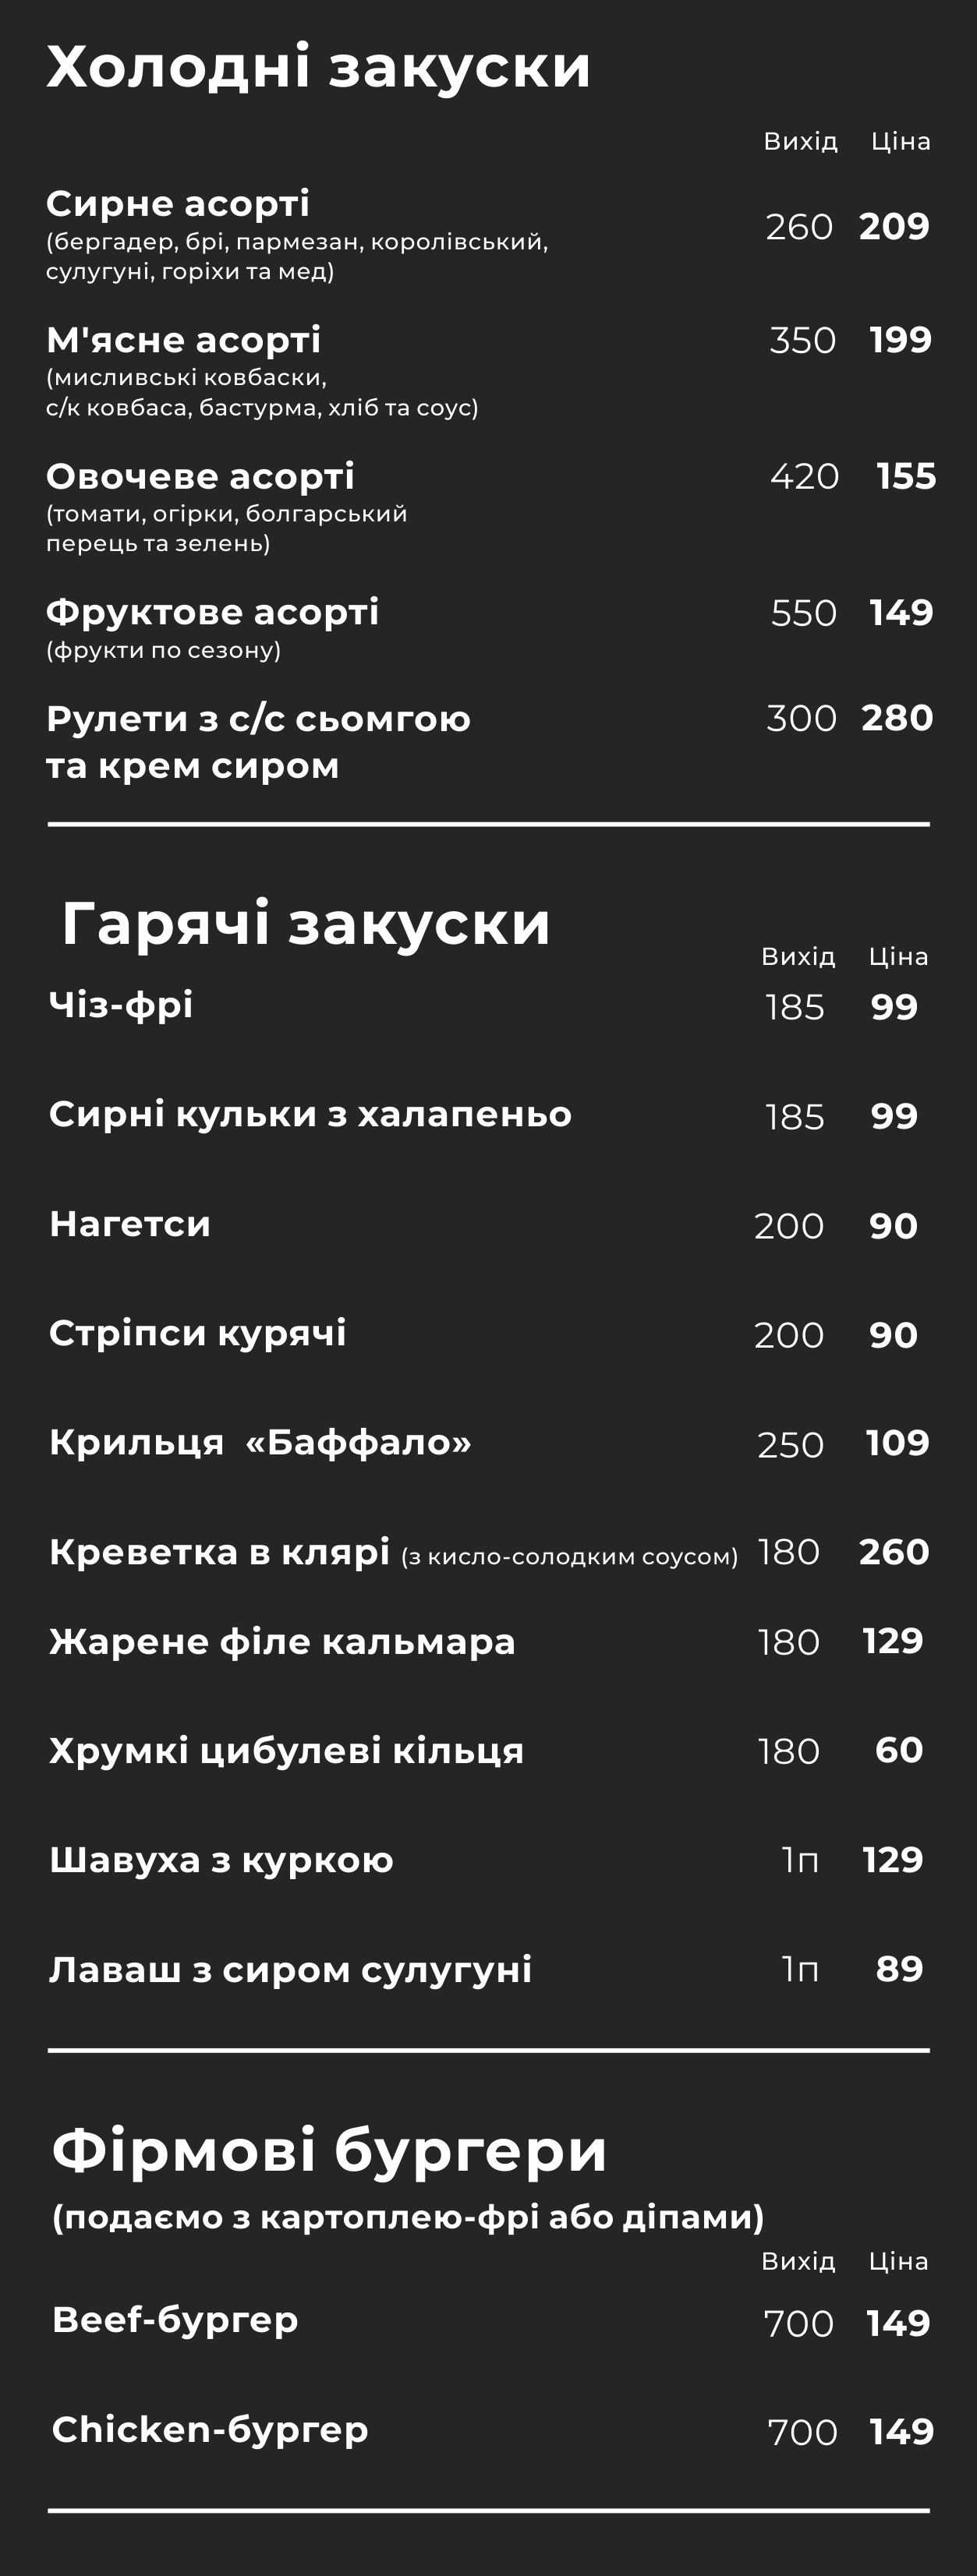 Холодні закуски
Вихід Ціна
Сирне асорті 260 209
(бергадер, брі, пармезан, королівський,
сулугуні, горіхи та мед)
М'ясне асорті 350 199
(мисливські ковбаски,
с/к ковбаса, бастурма, хліб та соус)
Овочеве асорті 420 155
(томати, огірки, болгарський
перець та зелень)
Фруктове асорті 550 149
(фрукти по сезону)
Рулети з с/с сьомгою 300 280
та крем сиром
Гарячі закуски
Вихід Ціна
Чіз-фрі 185 99
Сирні кульки з халапеньо 185 99
Нагетси 200 90
Стріпси курячі 200 90
Крильця «Баффало» 250 109
Креветка в клярі (з кисло-солодким соусом) 180 260
Жарене філе кальмара 180 129
Хрумкі цибулеві кільця 180 60
Шавуха з куркою 1п 129
Лаваш з сиром сулугуні 1п 89
Фірмові бургери
(подаємо з картоплею-фрі або діпами)
Вихід Ціна
Beef-бургер 700 149
Chicken-бургер 700 149